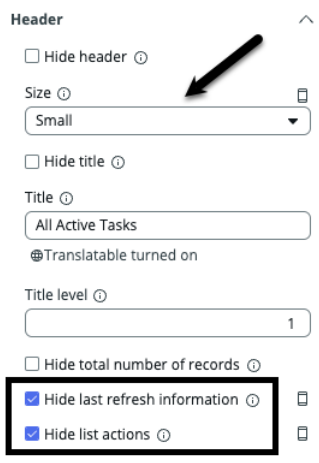 Header
Hide header
Size
Small
Hide title
Title
All Active Tasks
Translatable turned on
Title level
1
Hide total number of records
Hide last refresh information
Hide list actions